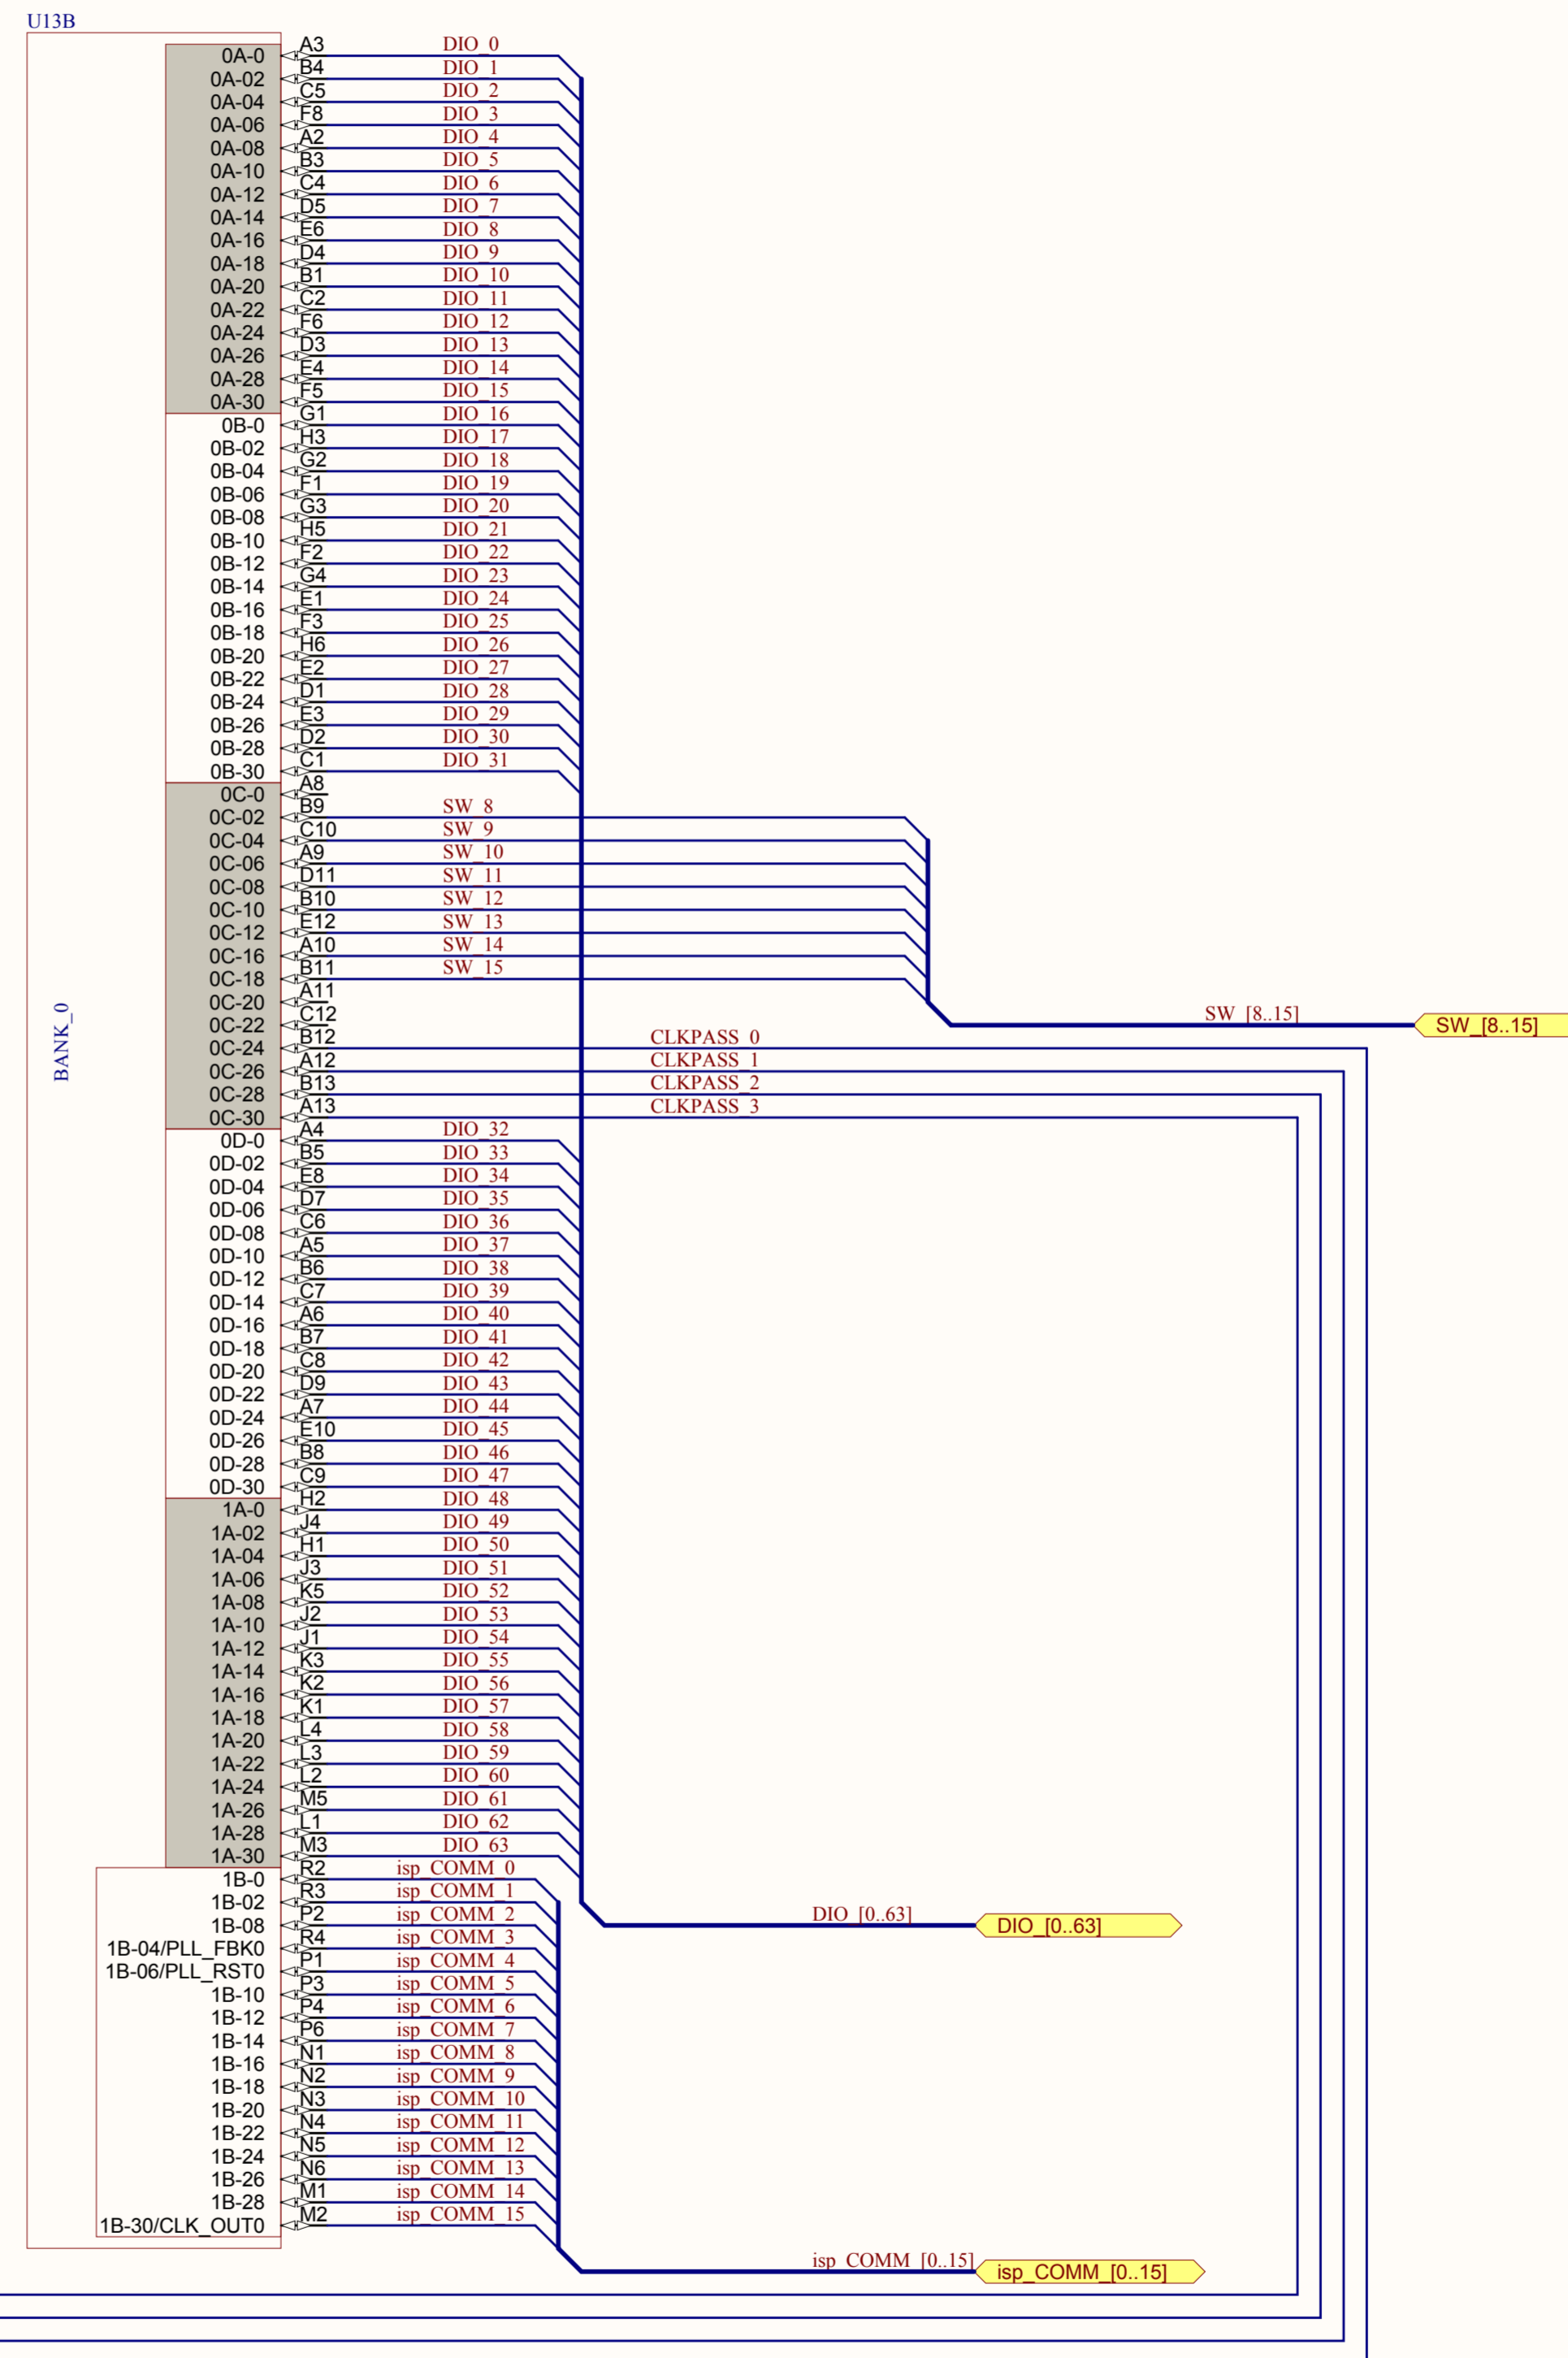 U13B
BANK_0
0A-0 A3 DIO_0
0A-02 B4 DIO_1
0A-04 C5 DIO_2
0A-06 F8 DIO_3
0A-08 A2 DIO_4
0A-10 B3 DIO_5
0A-12 C4 DIO_6
0A-14 D5 DIO_7
0A-16 E6 DIO_8
0A-18 D4 DIO_9
0A-20 B1 DIO_10
0A-22 C2 DIO_11
0A-24 F6 DIO_12
0A-26 D3 DIO_13
0A-28 E4 DIO_14
0A-30 F5 DIO_15
0B-0 G1 DIO_16
0B-02 H3 DIO_17
0B-04 G2 DIO_18
0B-06 F1 DIO_19
0B-08 G3 DIO_20
0B-10 H5 DIO_21
0B-12 F2 DIO_22
0B-14 G4 DIO_23
0B-16 E1 DIO_24
0B-18 F3 DIO_25
0B-20 H6 DIO_26
0B-22 E2 DIO_27
0B-24 D1 DIO_28
0B-26 E3 DIO_29
0B-28 D2 DIO_30
0B-30 C1 DIO_31
0C-0 A8
0C-02 B9 SW_8
0C-04 C10 SW_9
0C-06 A9 SW_10
0C-08 D11 SW_11
0C-10 B10 SW_12
0C-12 E12 SW_13
0C-16 A10 SW_14
0C-18 B11 SW_15
0C-20 A11
0C-22 C12 SW_[8..15] SW_[8..15]
0C-24 B12 CLKPASS_0
0C-26 A12 CLKPASS_1
0C-28 B13 CLKPASS_2
0C-30 A13 CLKPASS_3
0D-0 A4 DIO_32
0D-02 B5 DIO_33
0D-04 E8 DIO_34
0D-06 D7 DIO_35
0D-08 C6 DIO_36
0D-10 A5 DIO_37
0D-12 B6 DIO_38
0D-14 C7 DIO_39
0D-16 A6 DIO_40
0D-18 B7 DIO_41
0D-20 C8 DIO_42
0D-22 D9 DIO_43
0D-24 A7 DIO_44
0D-26 E10 DIO_45
0D-28 B8 DIO_46
0D-30 C9 DIO_47
1A-0 H2 DIO_48
1A-02 J4 DIO_49
1A-04 H1 DIO_50
1A-06 J3 DIO_51
1A-08 K5 DIO_52
1A-10 J2 DIO_53
1A-12 J1 DIO_54
1A-14 K3 DIO_55
1A-16 K2 DIO_56
1A-18 K1 DIO_57
1A-20 L4 DIO_58
1A-22 L3 DIO_59
1A-24 L2 DIO_60
1A-26 M5 DIO_61
1A-28 L1 DIO_62
1A-30 M3 DIO_63
1B-0 R2 isp_COMM_0
1B-02 R3 isp_COMM_1
1B-08 P2 isp_COMM_2 DIO_[0..63] DIO_[0..63]
1B-04/PLL_FBK0 R4 isp_COMM_3
1B-06/PLL_RST0 P1 isp_COMM_4
1B-10 P3 isp_COMM_5
1B-12 P4 isp_COMM_6
1B-14 P6 isp_COMM_7
1B-16 N1 isp_COMM_8
1B-18 N2 isp_COMM_9
1B-20 N3 isp_COMM_10
1B-22 N4 isp_COMM_11
1B-24 N5 isp_COMM_12
1B-26 N6 isp_COMM_13
1B-28 M1 isp_COMM_14
1B-30/CLK_OUT0 M2 isp_COMM_15
isp_COMM_[0..15] isp_COMM_[0..15]